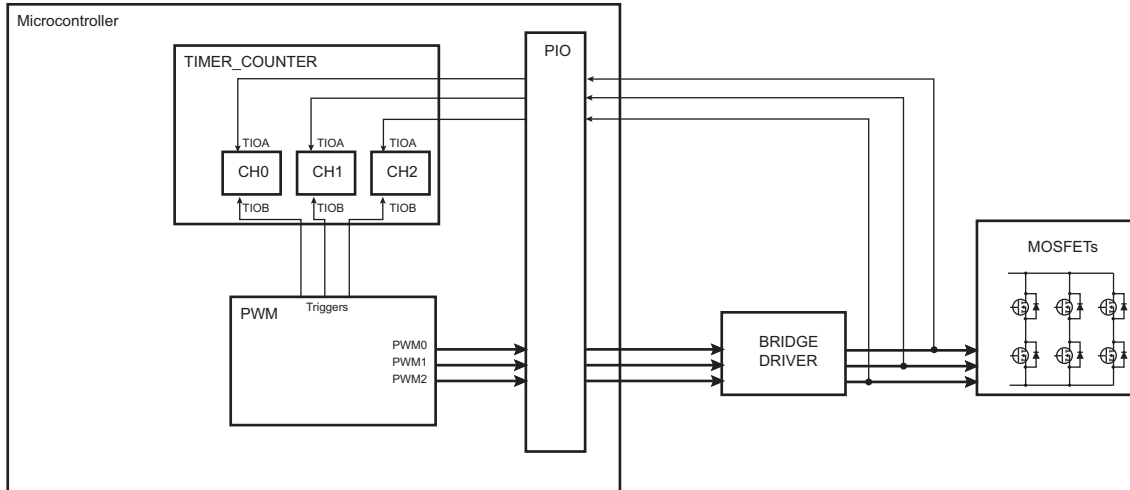 Microcontroller
PIO
TIMER_COUNTER
TIOA
TIOA
TIOA
CH0
CH1
CH2
TIOB
TIOB
TIOB
MOSFETs
Triggers
PWM
PWM0
PWM1
PWM2
BRIDGE
DRIVER